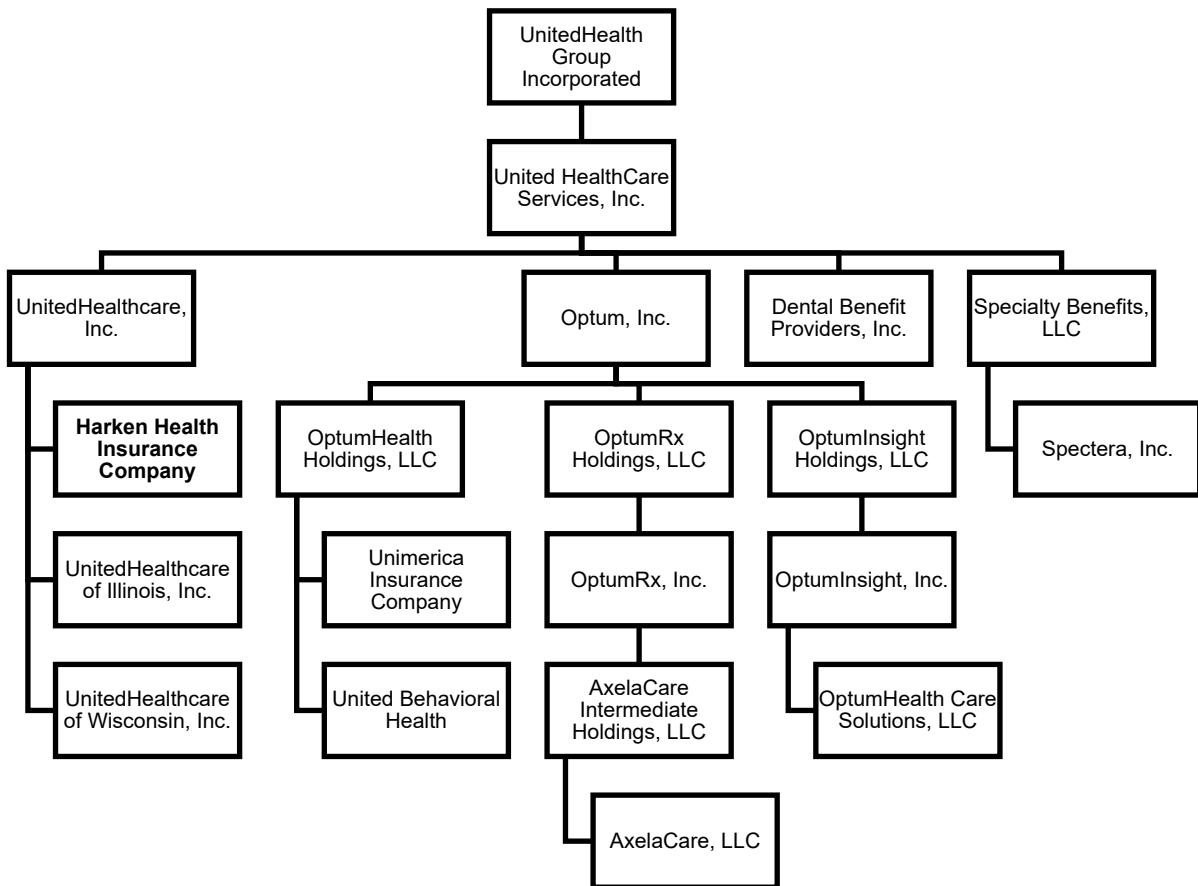 UnitedHealth
Group
Incorporated
United HealthCare
Services, Inc.
UnitedHealthcare,
Inc.
Optum, Inc.
Dental Benefit
Providers, Inc.
Specialty Benefits,
LLC
Harken Health
Insurance
Company
OptumHealth
Holdings, LLC
OptumRx
Holdings, LLC
OptumInsight
Holdings, LLC
Spectera, Inc.
UnitedHealthcare
of Illinois, Inc.
Unimerica
Insurance
Company
OptumRx, Inc.
OptumInsight, Inc.
UnitedHealthcare
of Wisconsin, Inc.
United Behavioral
Health
AxelaCare
Intermediate
Holdings, LLC
OptumHealth Care
Solutions, LLC
AxelaCare, LLC